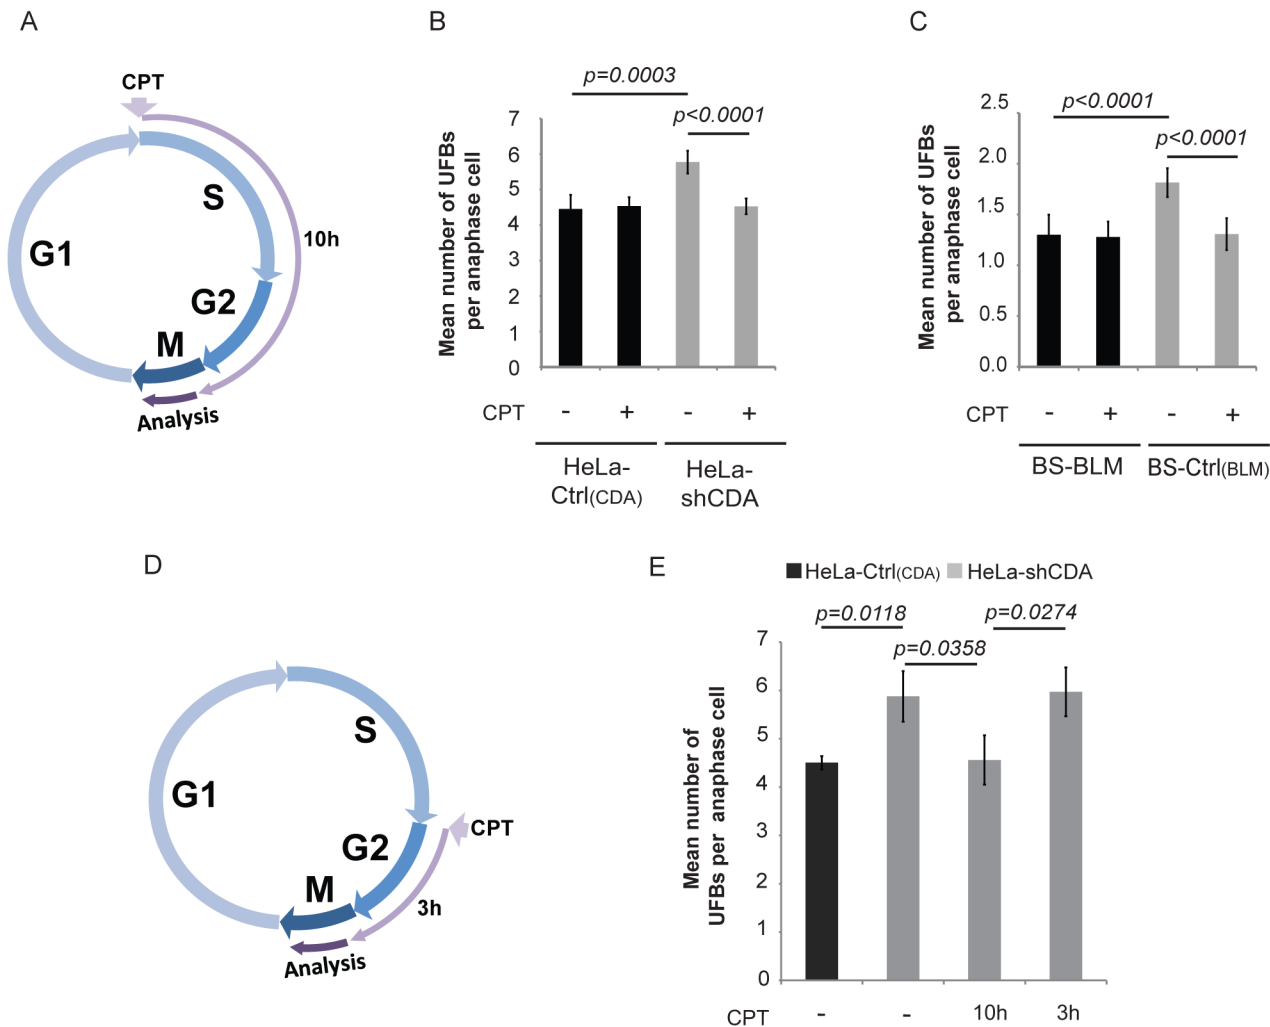 A
CPT
S
10h
G1
G2
M
Analysis
B
p=0.0003
p<0.0001
Mean number of UFBs
per anaphase cell
7
6
5
4
3
2
1
0
CPT - + - +
HeLa-
Ctrl(CDA)
HeLa-
shCDA
C
p<0.0001
p<0.0001
Mean number of UFBs
per anaphase cell
2.5
2.0
1.5
1.0
0.5
0.0
CPT - + - +
BS-BLM
BS-Ctrl(BLM)
D
S
G1
CPT
G2
M
3h
Analysis
E
HeLa-Ctrl(CDA) HeLa-shCDA
p=0.0118
p=0.0274
p=0.0358
Mean number of
UFBs per anaphase cell
7
6
5
4
3
2
1
0
CPT - - 10h 3h